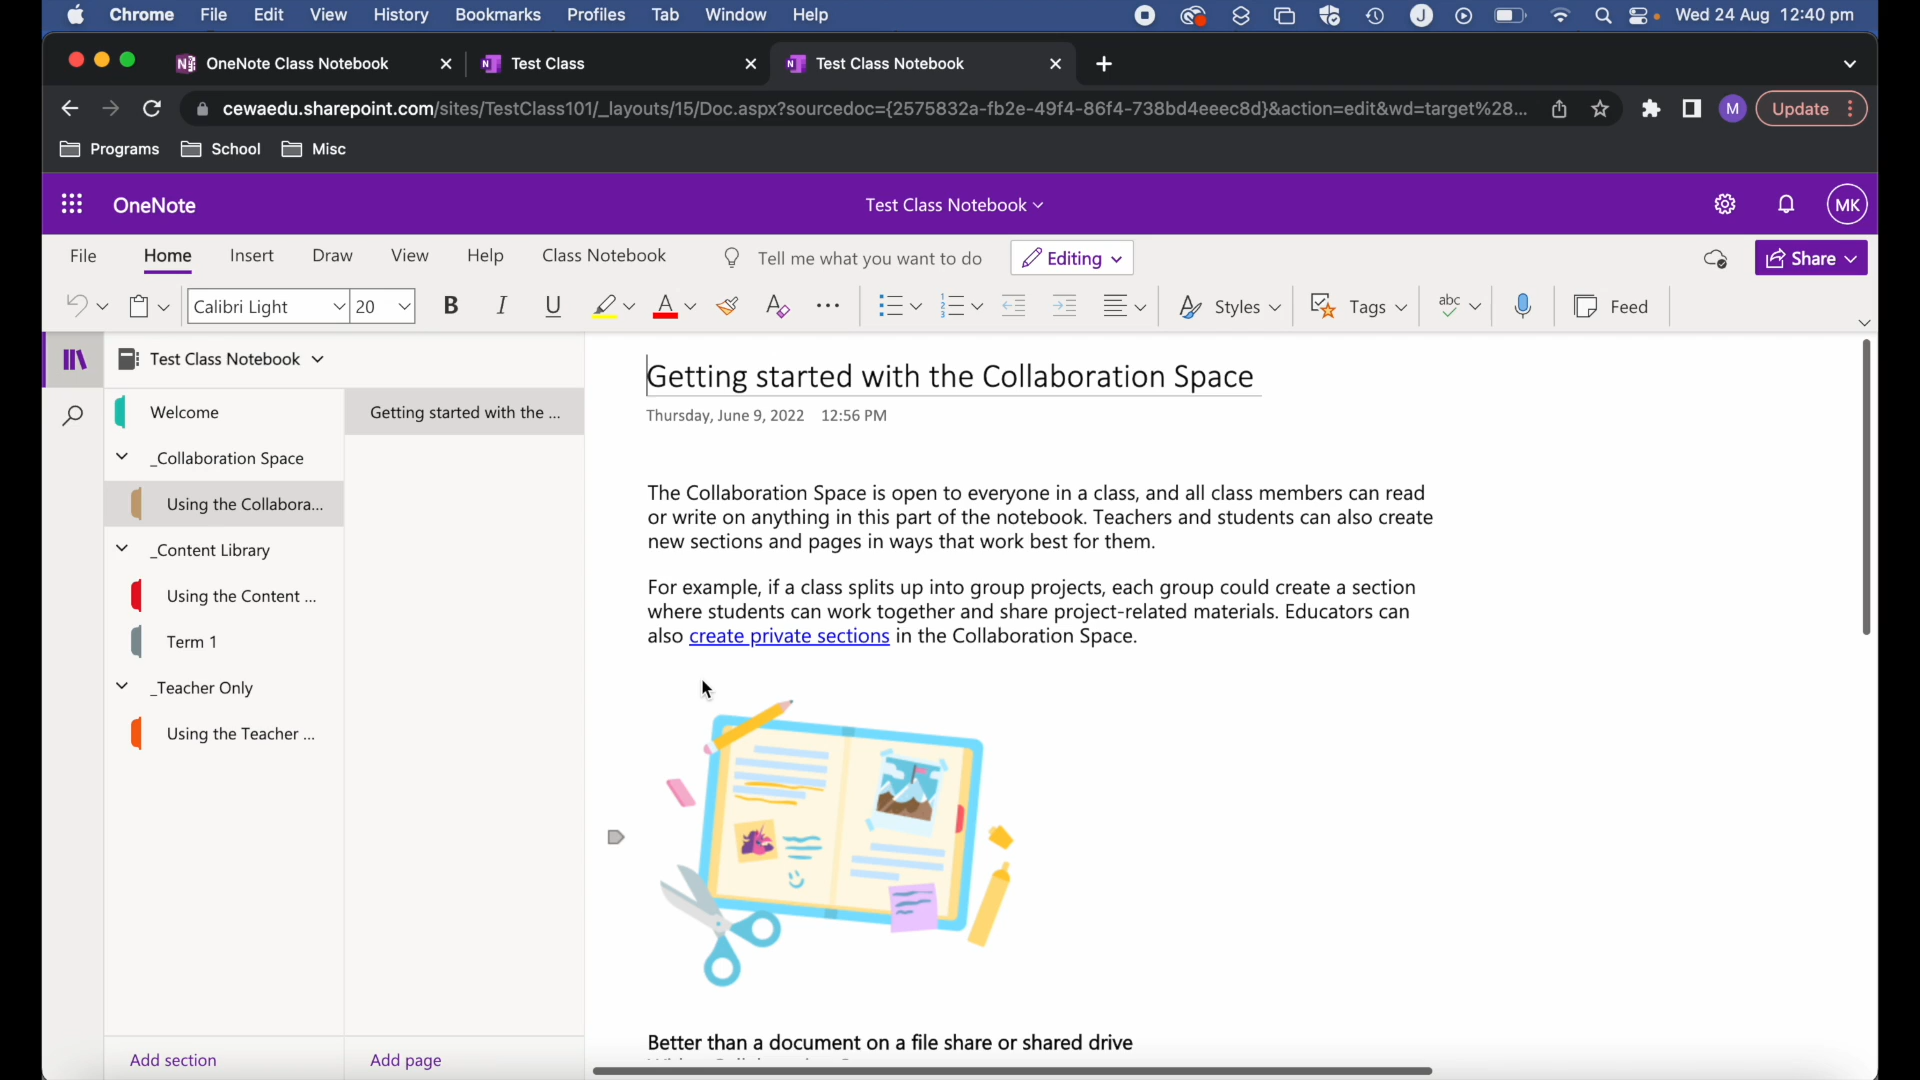 Chrome File Edit View History Bookmarks Profiles Tab Window Help J Wed 24 Aug 12:40 pm
OneNote Class Notebook Test Class Test Class Notebook
cewaedu.sharepoint.com/sites/TestClass101/_layouts/15/Doc.aspx?sourcedoc={2575832a-fb2e-49f4-86f4-738bd4eeec8d}&action=edit&wd=target%28... M Update
Programs School Misc
OneNote Test Class Notebook MK
File Home Insert Draw View Help Class Notebook Tell me what you want to do Editing Share
Calibri Light 20 B I U A A Styles Tags abc Feed
Test Class Notebook
Welcome
_Collaboration Space
Using the Collabora...
_Content Library
Using the Content ...
Term 1
_Teacher Only
Using the Teacher ...
Add section
Getting started with the ...
Add page
Getting started with the Collaboration Space
Thursday, June 9, 2022 12:56 PM
The Collaboration Space is open to everyone in a class, and all class members can read
or write on anything in this part of the notebook. Teachers and students can also create
new sections and pages in ways that work best for them.
For example, if a class splits up into group projects, each group could create a section
where students can work together and share project-related materials. Educators can
also create private sections in the Collaboration Space.
Better than a document on a file share or shared drive